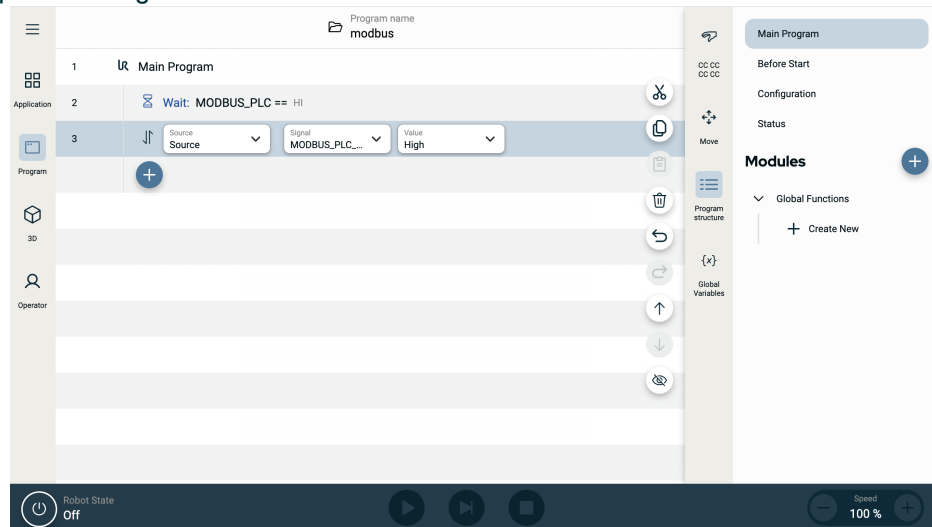 Program name
modbus
1 Main Program
2 Wait: MODBUS_PLC == HI
3
Source
Source
Signal
MODBUS_PLC_...
Value
High
Application
Program
3D
Operator
CC CC
CC CC
Move
Program
structure
{x}
Global
Variables
Main Program
Before Start
Configuration
Status
Modules
Global Functions
Create New
Robot State
Off
Speed
100 %